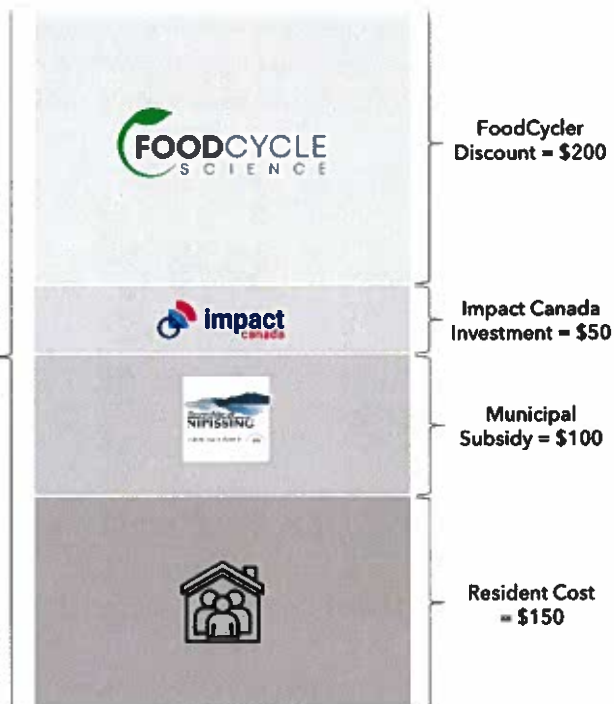 FOODCYCLE
SCIENCE
FoodCycler
Discount = $200
impact
canada
Impact Canada
Investment = $50
NIPISSING
Municipal
Subsidy = $100
Resident Cost
= $150